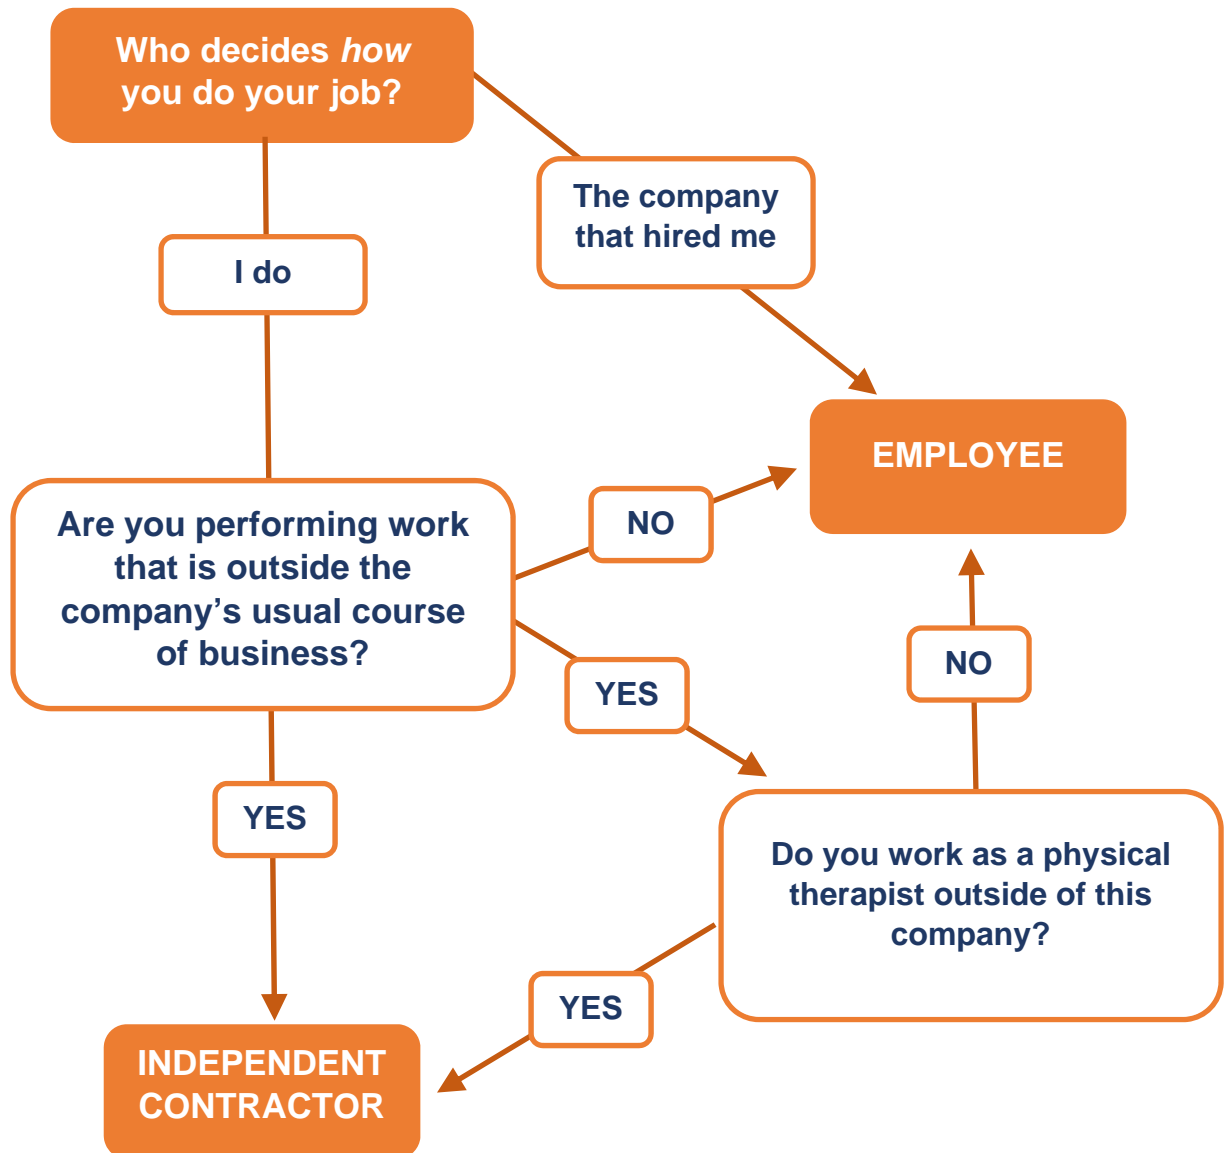 Who decides how
you do your job?
The company
that hired me
I do
EMPLOYEE
Are you performing work
that is outside the
company’s usual course
of business?
NO
YES
NO
YES
Do you work as a physical
therapist outside of this
company?
YES
INDEPENDENT
CONTRACTOR